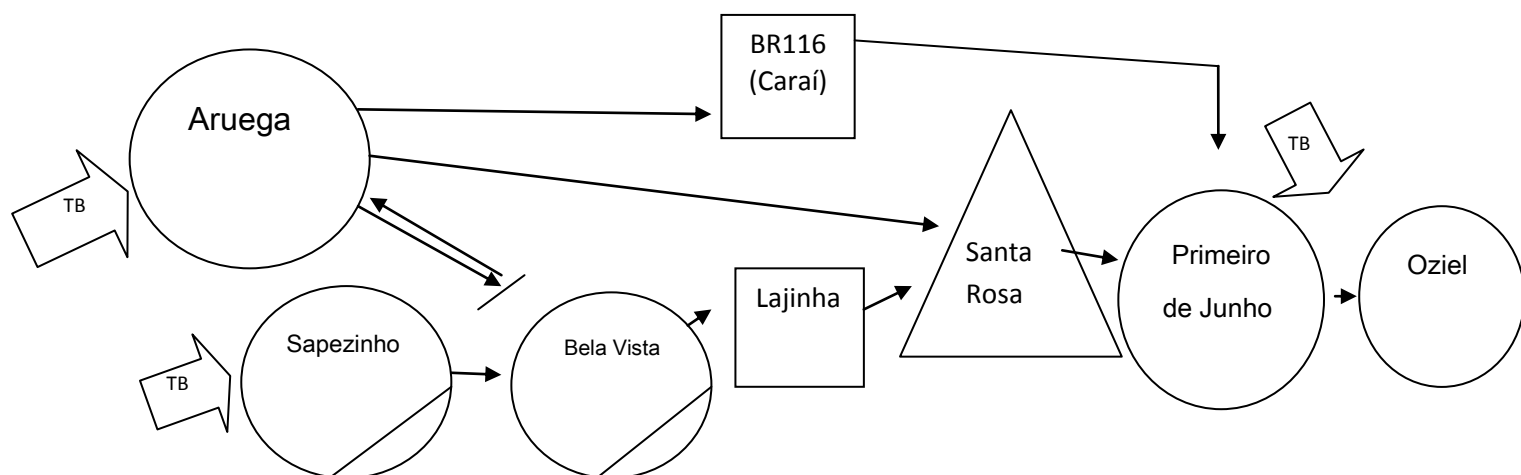 BR116
(Caraí)
Aruega
TB
TB
Santa
Rosa
Primeiro
de Junho
Oziel
Lajinha
Sapezinho
Bela Vista
TB